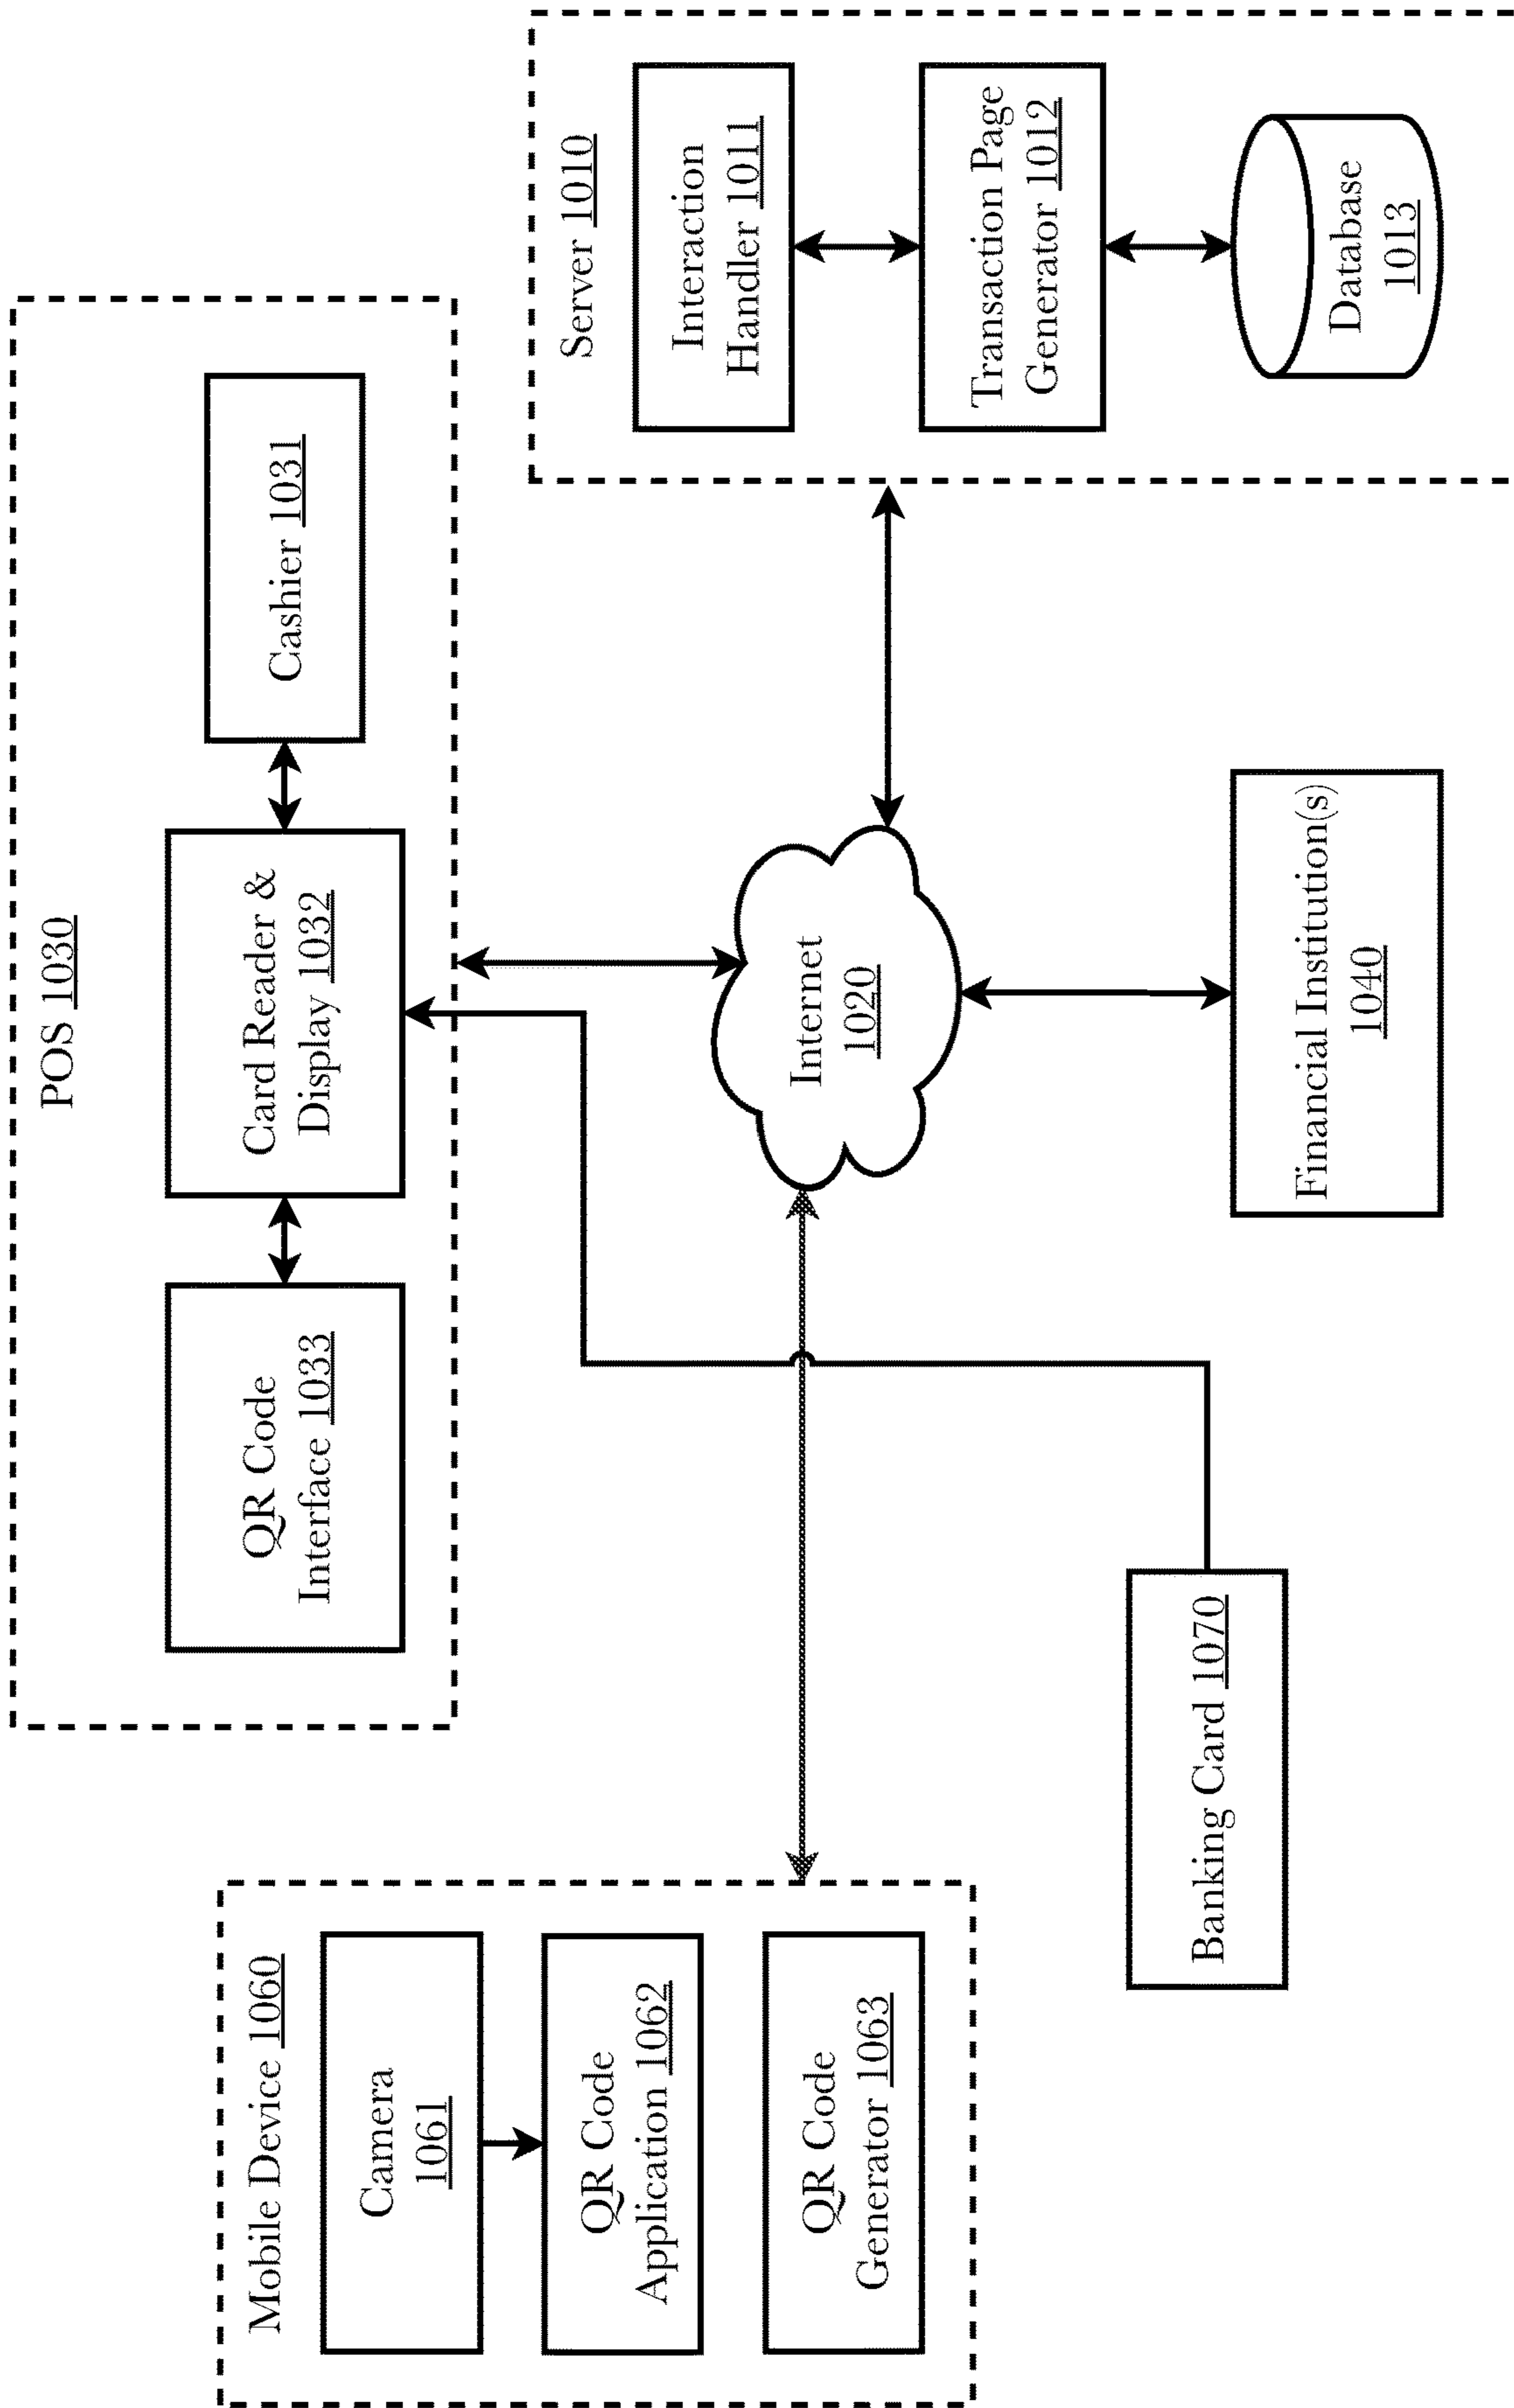 POS 1030
QR Code
Interface 1033
Card Reader &
Display 1032
Cashier 1031
Mobile Device 1060
Camera
1061
QR Code
Application 1062
QR Code
Generator 1063
Internet
1020
Server 1010
Interaction
Handler 1011
Transaction Page
Generator 1012
Database
1013
Banking Card 1070
Financial Institution(s)
1040